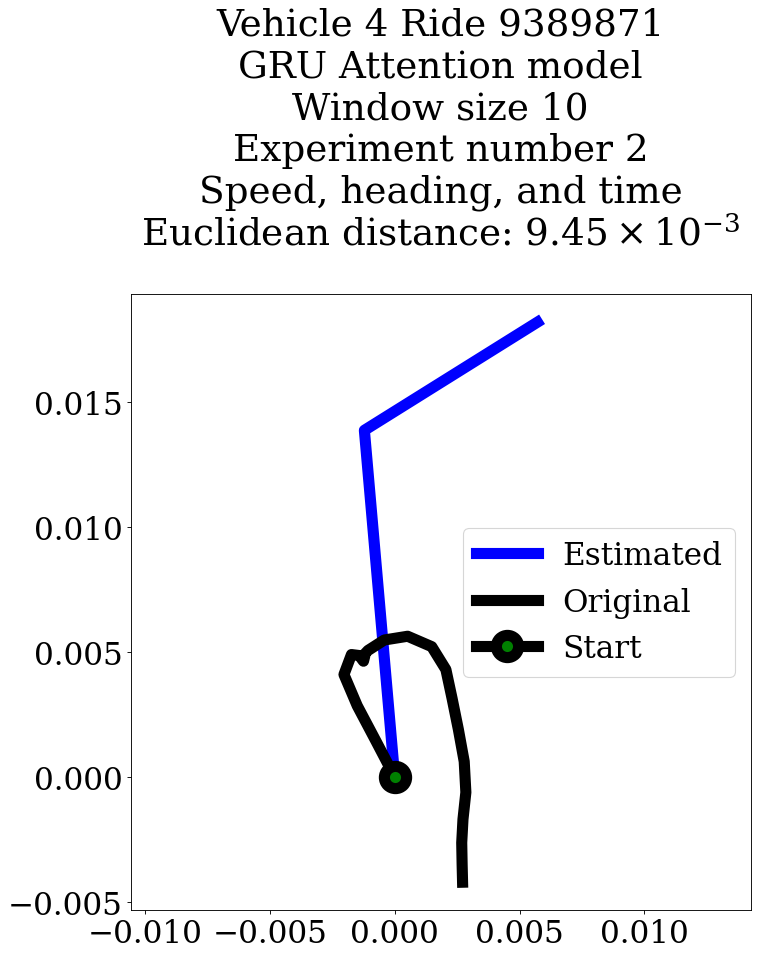 Vehicle 4 Ride 9389871
GRU Attention model
Window size 10
Experiment number 2
Speed, heading, and time
Euclidean distance: 9.45 × 10⁻³
0.015
0.010
0.005
0.000
−0.005
Estimated
Original
Start
−0.010 −0.005 0.000 0.005 0.010